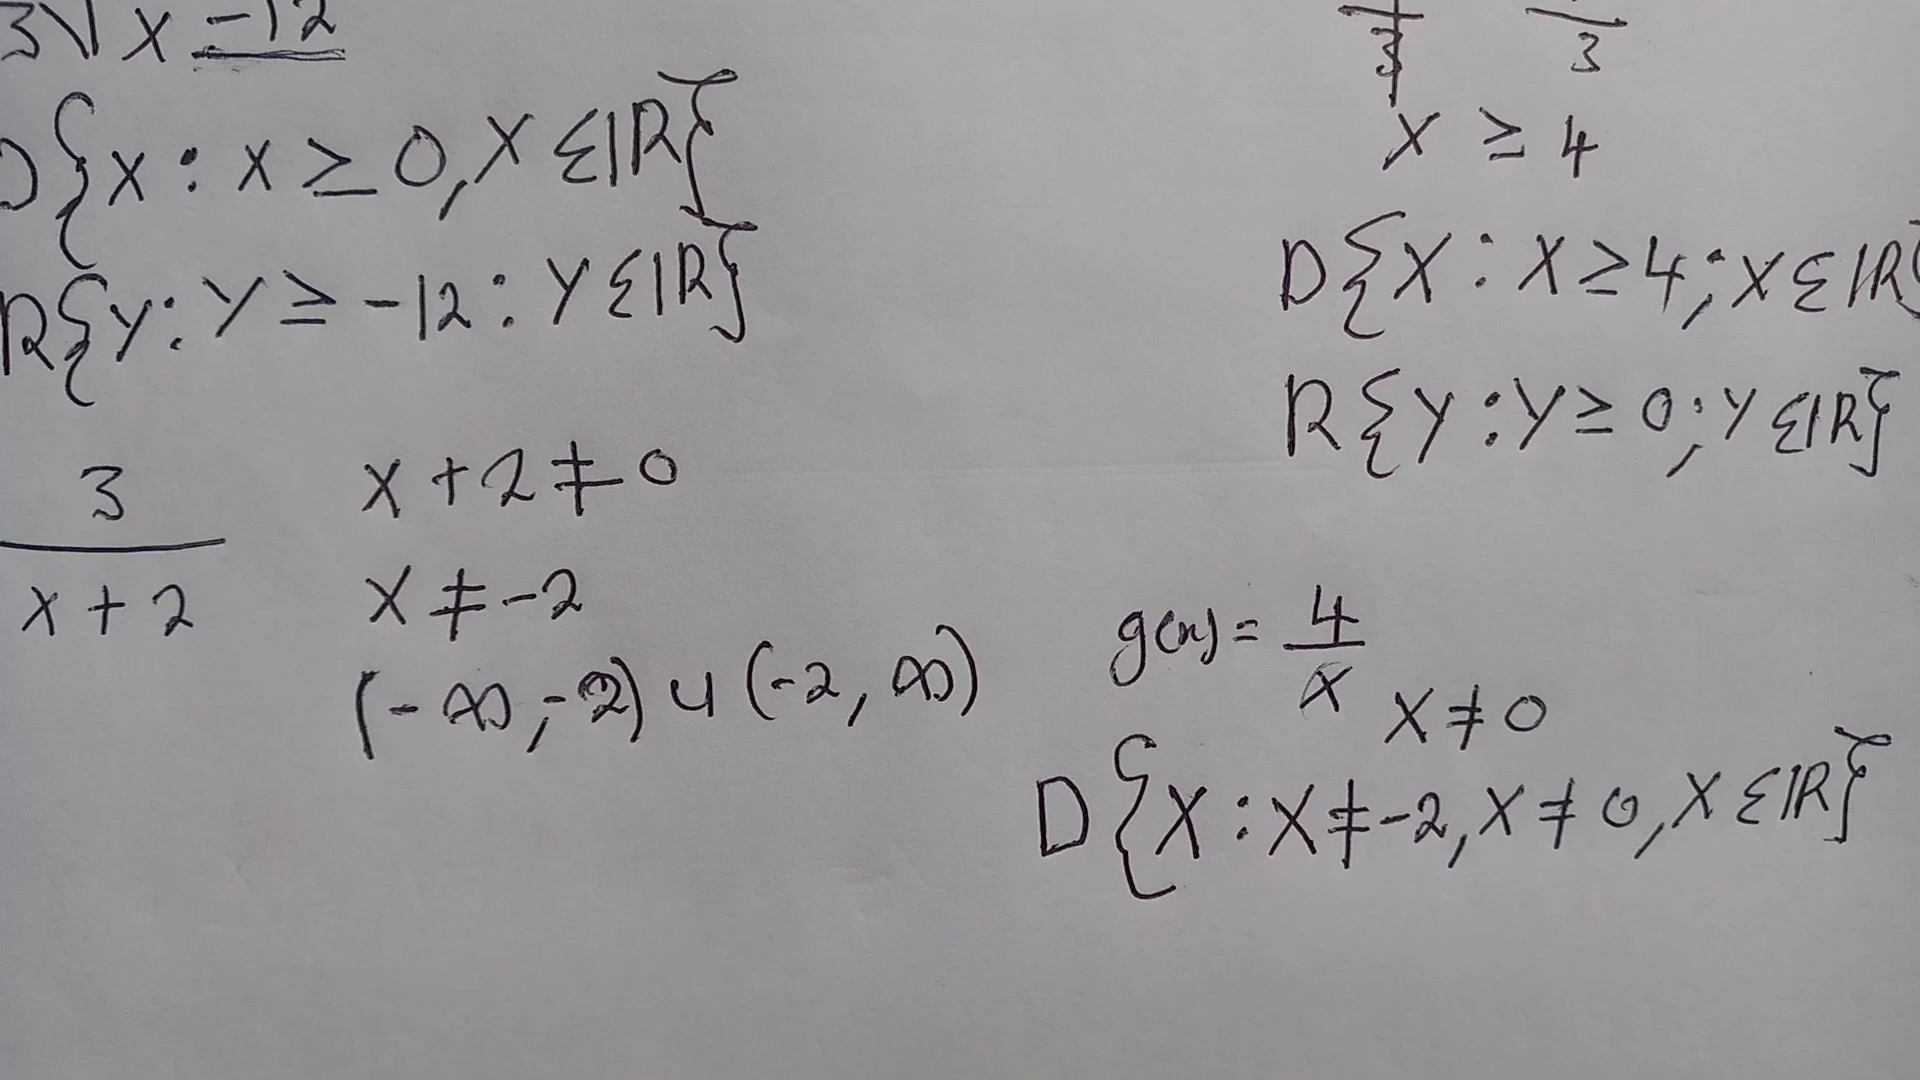 3√x -12
D{x : x ≥ 0, x ∈ ℝ}
R{y : y ≥ -12 : y ∈ ℝ}
3
x + 2
x + 2 ≠ 0
x ≠ -2
(-∞, -2) ∪ (-2, ∞)
3 3
x ≥ 4
D{x : x ≥ 4 ; x ∈ ℝ}
R{y : y ≥ 0 ; y ∈ ℝ}
g(x) = 4/x
x ≠ 0
D{x : x ≠ -2, x ≠ 0, x ∈ ℝ}